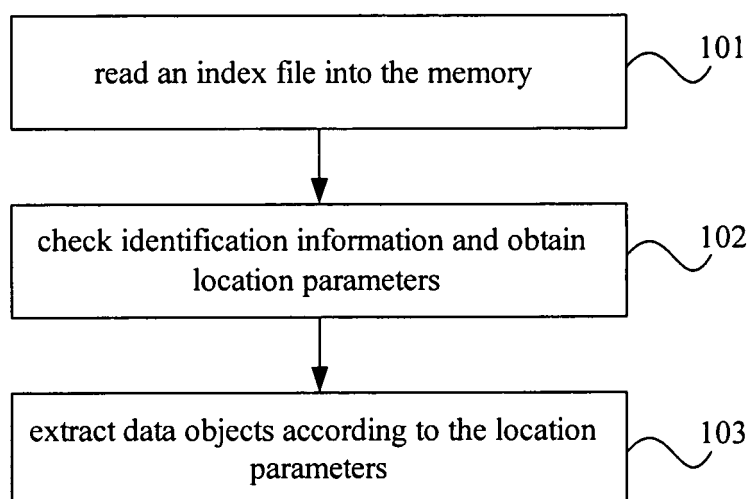 read an index file into the memory
101
check identification information and obtain
location parameters
102
extract data objects according to the location
parameters
103